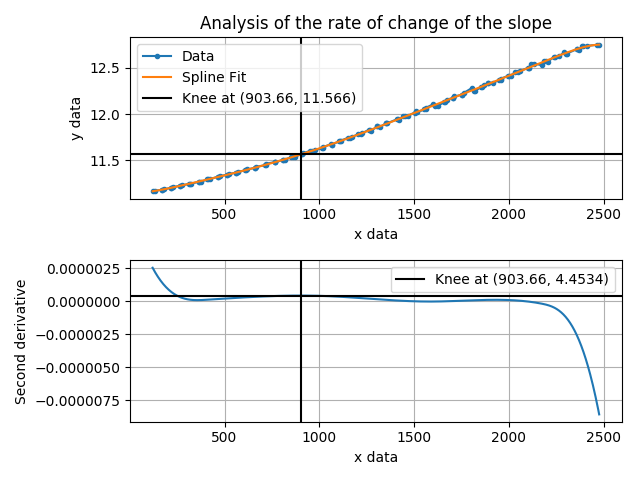 Analysis of the rate of change of the slope
Data
Spline Fit
Knee at (903.66, 11.566)
12.5
12.0
11.5
y data
500
1000
1500
2000
2500
x data
Knee at (903.66, 4.4534)
0.0000025
0.0000000
−0.0000025
−0.0000050
−0.0000075
Second derivative
500
1000
1500
2000
2500
x data